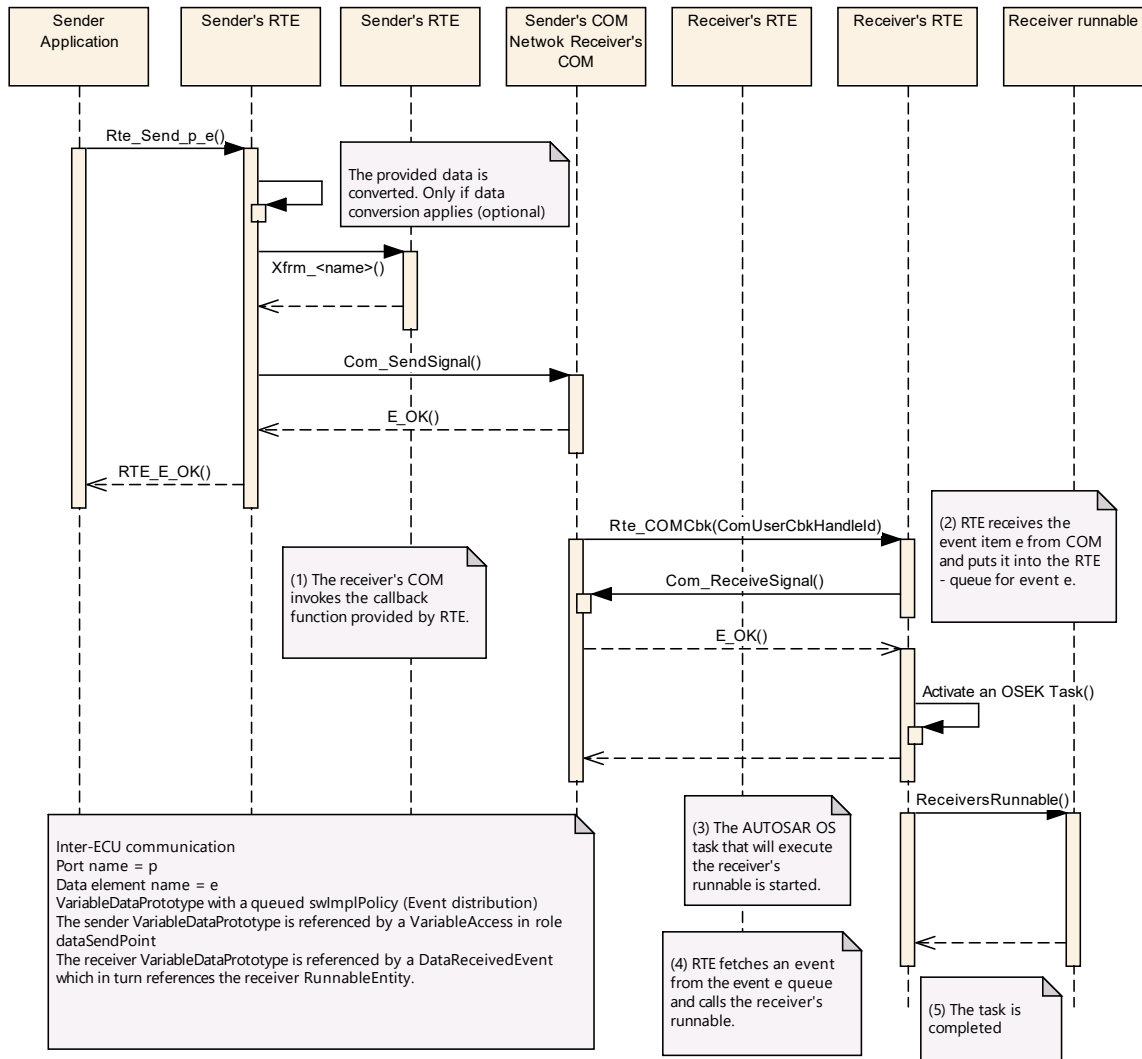 Sender
Application
Sender's RTE
Sender's RTE
Sender's COM
Netwok Receiver's
COM
Receiver's RTE
Receiver's RTE
Receiver runnable
Rte_Send_p_e()
The provided data is
converted. Only if data
conversion applies (optional)
Xfrm_<name>()
Com_SendSignal()
E_OK()
RTE_E_OK()
Rte_COMCbk(ComUserCbkHandleId)
(2) RTE receives the
event item e from COM
and puts it into the RTE
- queue for event e.
(1) The receiver's COM
invokes the callback
function provided by RTE.
Com_ReceiveSignal()
E_OK()
Activate an OSEK Task()
ReceiversRunnable()
(3) The AUTOSAR OS
task that will execute
the receiver's
runnable is started.
Inter-ECU communication
Port name = p
Data element name = e
VariableDataPrototype with a queued swImplPolicy (Event distribution)
The sender VariableDataPrototype is referenced by a VariableAccess in role
dataSendPoint
The receiver VariableDataPrototype is referenced by a DataReceivedEvent
which in turn references the receiver RunnableEntity.
(4) RTE fetches an event
from the event e queue
and calls the receiver's
runnable.
(5) The task is
completed